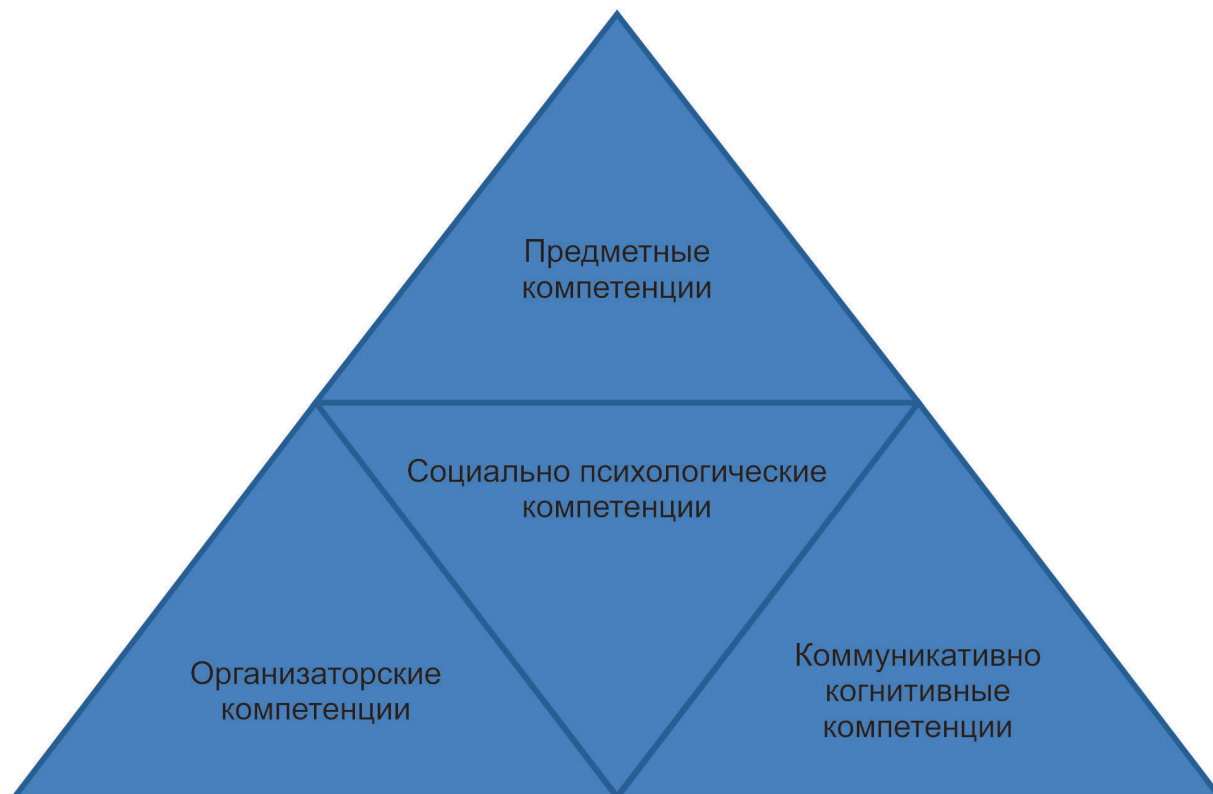 Предметные
компетенции
Социально психологические
компетенции
Организаторские
компетенции
Коммуникативно
когнитивные
компетенции